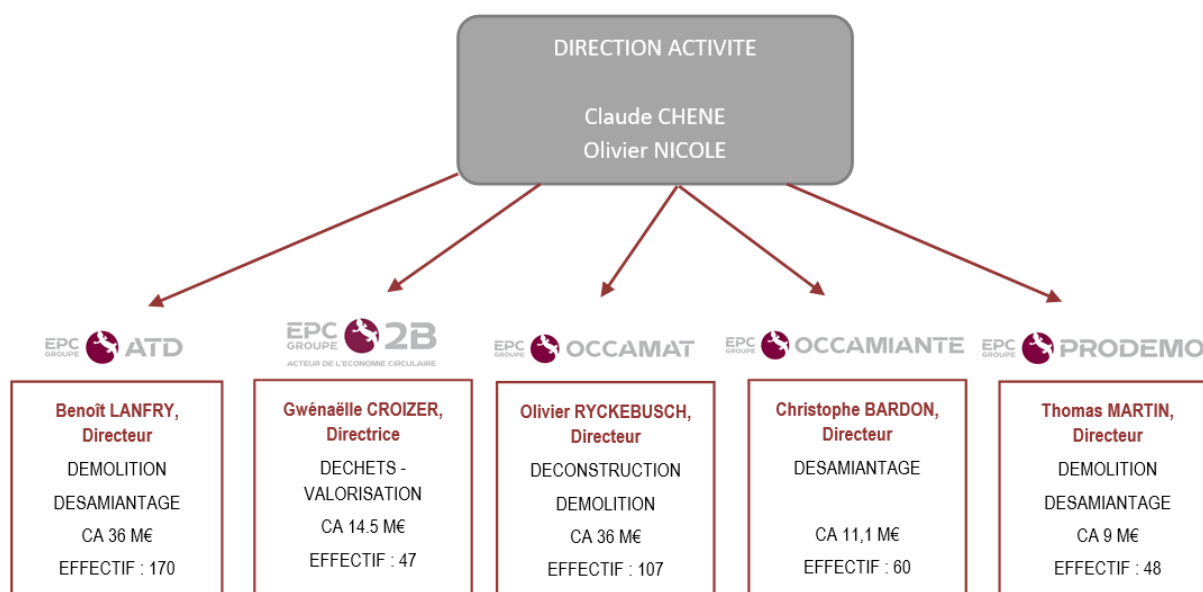 DIRECTION ACTIVITE
Claude CHENE
Olivier NICOLE
EPC GROUPE ATD
Benoît LANFRY,
Directeur
DEMOLITION
DESAMIANTAGE
CA 36 M€
EFFECTIF : 170
EPC GROUPE 2B
ACTEUR DE L'ECONOMIE CIRCULAIRE
Gwénaëlle CROIZER,
Directrice
DECHETS -
VALORISATION
CA 14.5 M€
EFFECTIF : 47
EPC GROUPE OCCAMAT
Olivier RYCKEBUSCH,
Directeur
DECONSTRUCTION
DEMOLITION
CA 36 M€
EFFECTIF : 107
EPC GROUPE OCCAMIANTE
Christophe BARDON,
Directeur
DESAMIANTAGE
CA 11,1 M€
EFFECTIF : 60
EPC GROUPE PRODEMO
Thomas MARTIN,
Directeur
DEMOLITION
DESAMIANTAGE
CA 9 M€
EFFECTIF : 48